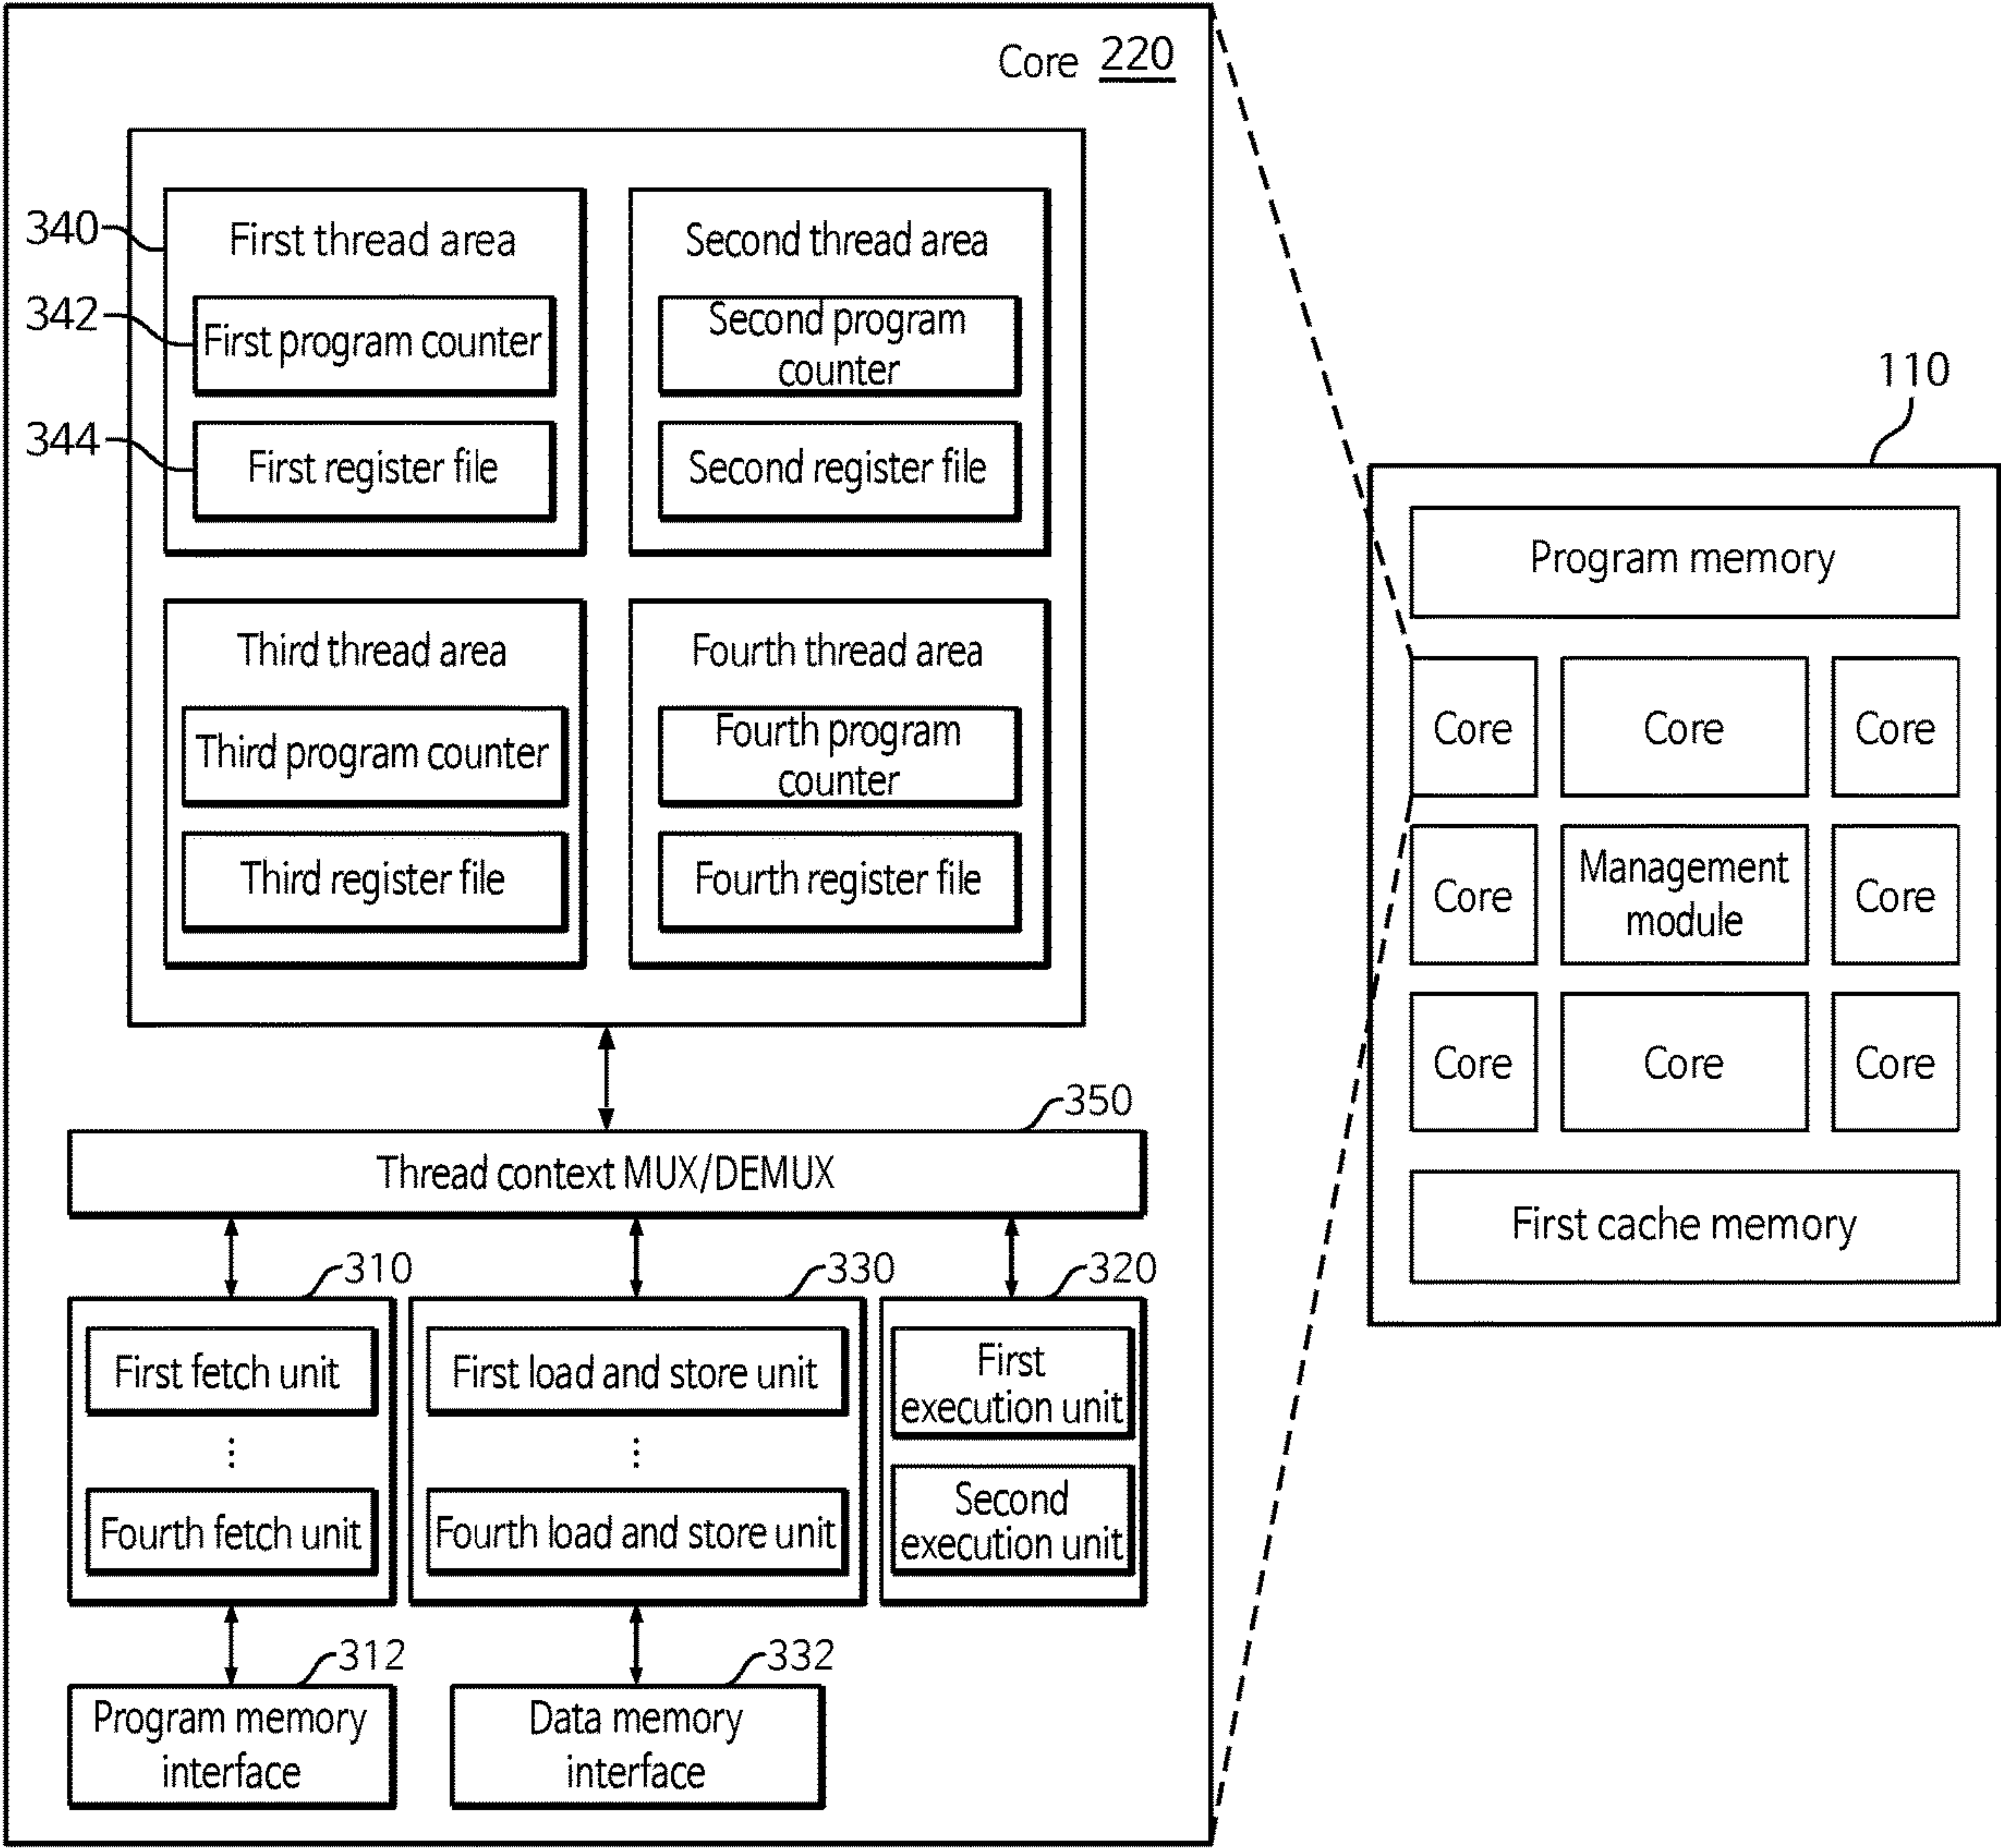 Core 220
340
First thread area
342
First program counter
344
First register file
Second thread area
Second program
counter
Second register file
Third thread area
Third program counter
Third register file
Fourth thread area
Fourth program
counter
Fourth register file
350
Thread context MUX/DEMUX
310
First fetch unit
⋮
Fourth fetch unit
330
First load and store unit
⋮
Fourth load and store unit
320
First
execution unit
Second
execution unit
312
Program memory
interface
332
Data memory
interface
110
Program memory
Core
Core
Core
Core
Management
module
Core
Core
Core
Core
First cache memory